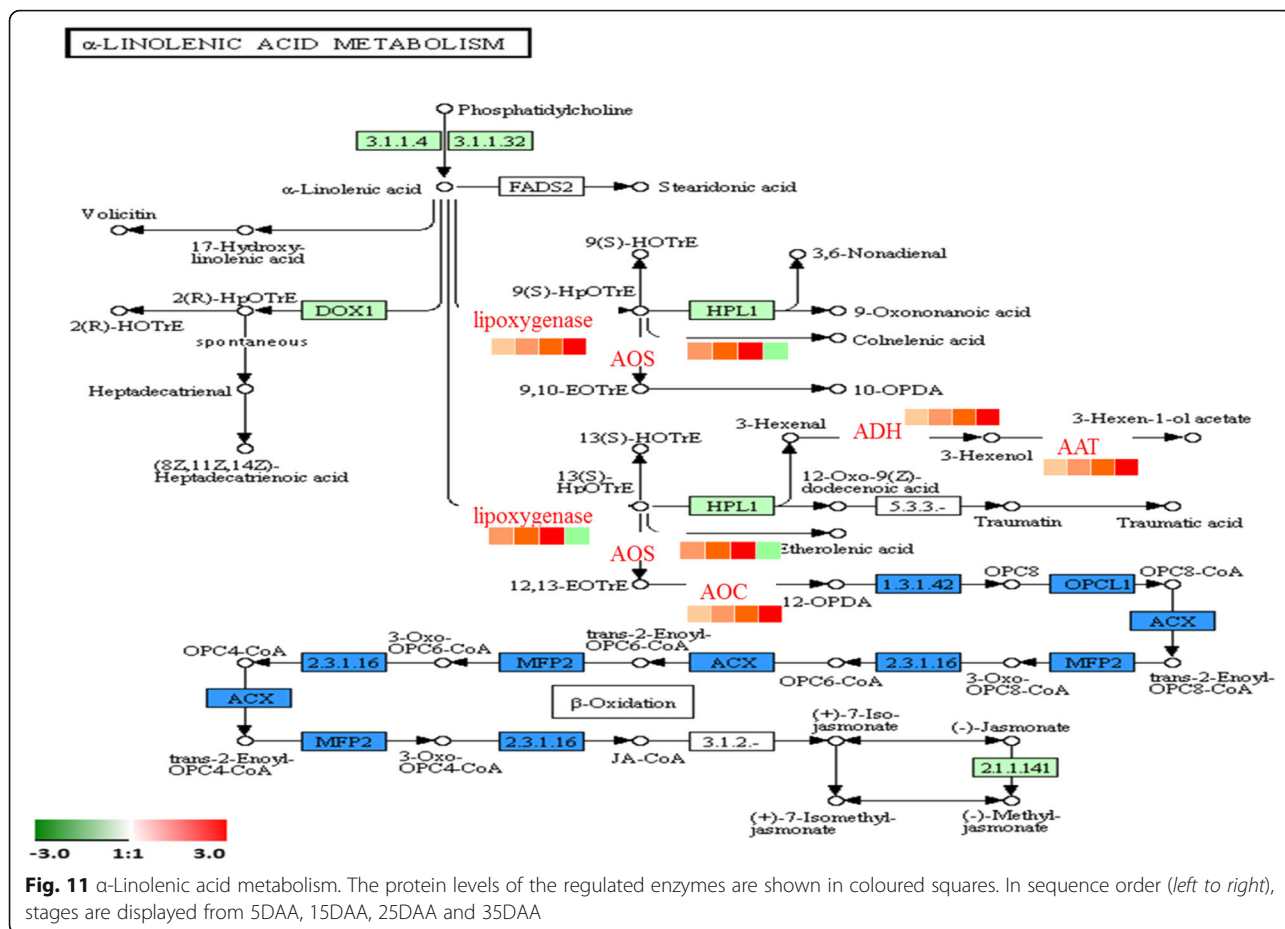 α-LINOLENIC ACID METABOLISM
Phosphatidylcholine
3.1.1.4
3.1.1.32
α-Linolenic acid
FADS2
Stearidonic acid
Volicitin
17-Hydroxy-
linolenic acid
9(S)-HOTrE
3,6-Nonadienal
2(R)-HpOTrE
DOX1
9(S)-HpOTrE
HPL1
9-Oxononanoic acid
2(R)-HOTrE
lipoxygenase
spontaneous
Colnelenic acid
AOS
Heptadecatrienal
9,10-EOTrE
10-OPDA
3-Hexenal
ADH
3-Hexen-1-ol acetate
13(S)-HOTrE
3-Hexenol
AAT
(8Z,11Z,14Z)-
Heptadecatrienoic acid
13(S)-
HpOTrE
12-Oxo-9(Z)-
dodecenoic acid
HPL1
5.3.3.-
lipoxygenase
Traumatin
Traumatic acid
AOS
Etherolenic acid
12,13-EOTrE
AOC
12-OPDA
1.3.1.42
OPC8
OPCL1
OPC8-CoA
ACX
OPC4-CoA
2.3.1.16
3-Oxo-
OPC6-CoA
MFP2
trans-2-Enoyl-
OPC6-CoA
ACX
OPC6-CoA
2.3.1.16
3-Oxo-
OPC8-CoA
MFP2
trans-2-Enoyl-
OPC8-CoA
ACX
β-Oxidation
trans-2-Enoyl-
OPC4-CoA
MFP2
3-Oxo-
OPC4-CoA
2.3.1.16
JA-CoA
3.1.2.-
(+)-7-Iso-
jasmonate
(-)-Jasmonate
2.1.1.141
(+)-7-Isomethyl-
jasmonate
(-)-Methyl-
jasmonate
-3.0 1:1 3.0
Fig. 11 α-Linolenic acid metabolism. The protein levels of the regulated enzymes are shown in coloured squares. In sequence order (left to right),
stages are displayed from 5DAA, 15DAA, 25DAA and 35DAA